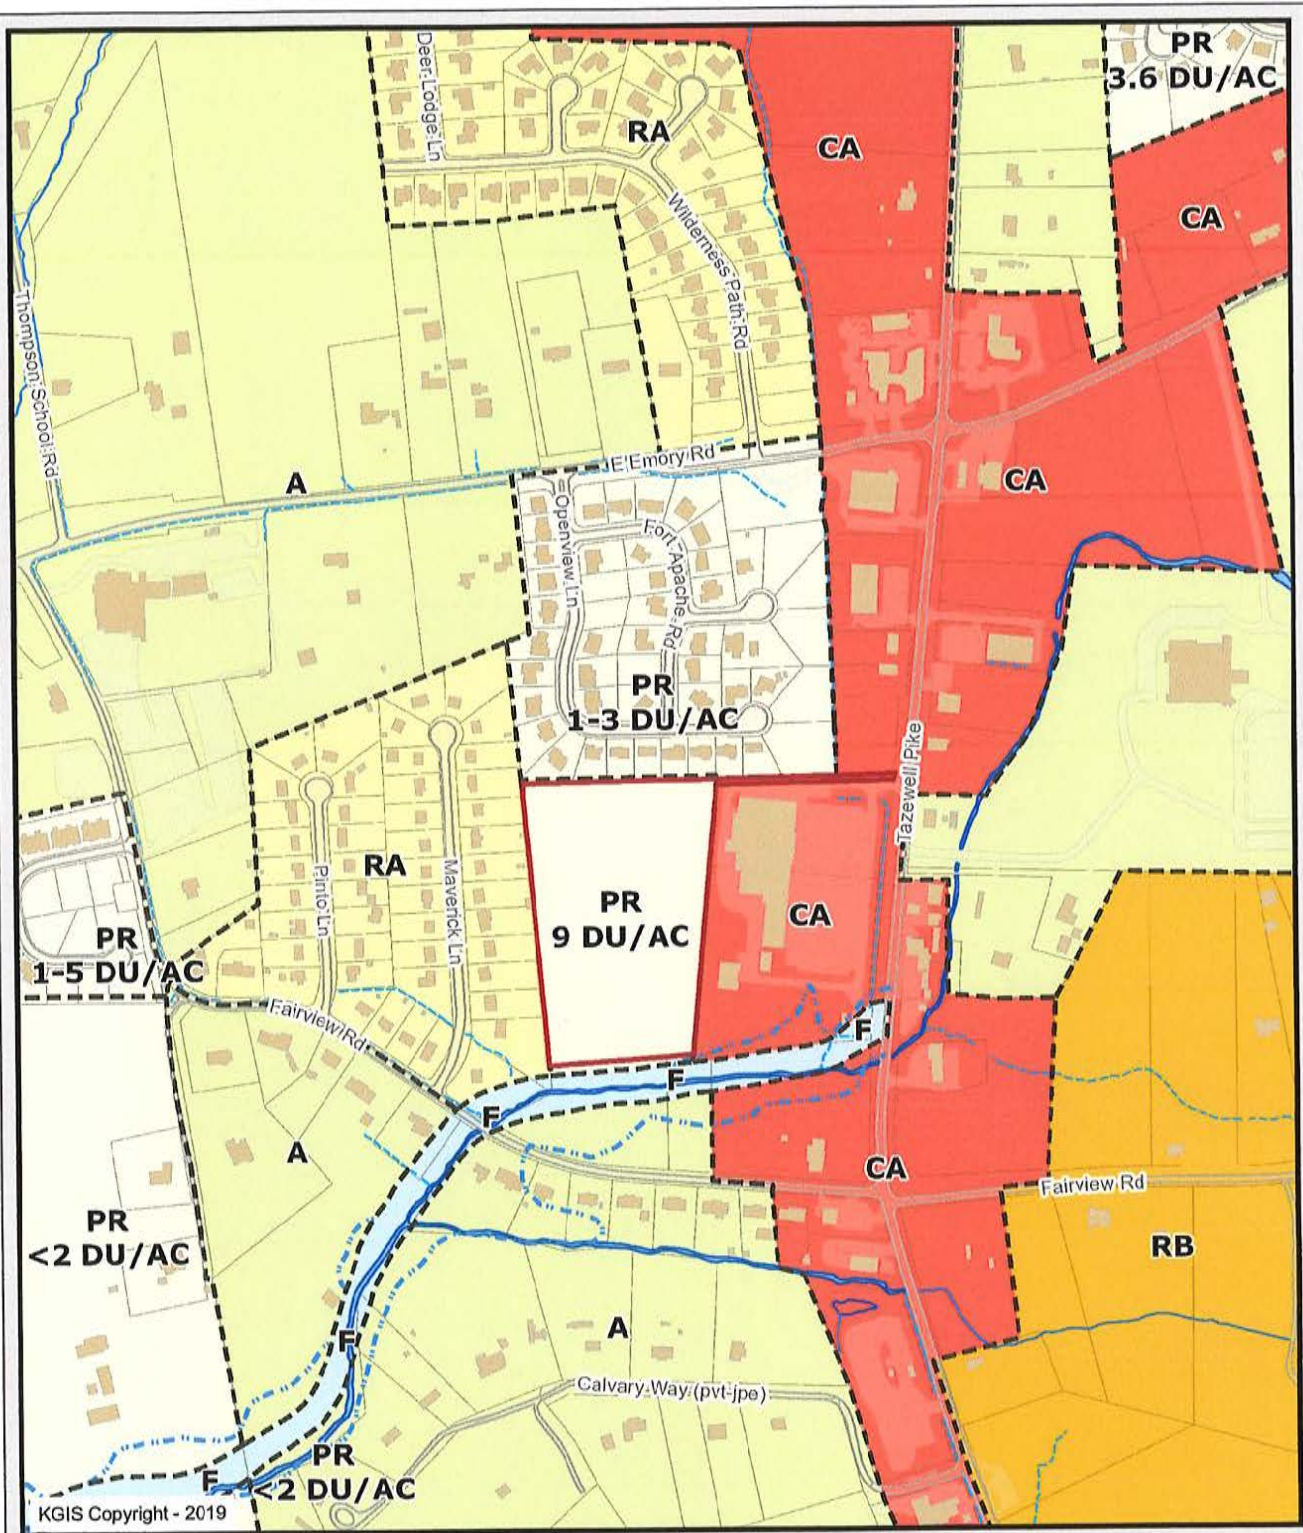 PR
3.6 DU/AC
Deer Lodge Ln
RA
CA
CA
Wilderness Path Rd
Thompson School Rd
E Emory Rd
A
CA
Openview Ln
Fort Apache Rd
PR
1-3 DU/AC
Tazewell Pike
RA
Pinto Ln
Maverick Ln
PR
9 DU/AC
CA
PR
1-5 DU/AC
Fairview Rd
F
F
F
A
CA
Fairview Rd
PR
<2 DU/AC
RB
A
F
Calvary Way (pvt-jpe)
PR
<2 DU/AC
F
KGIS Copyright - 2019